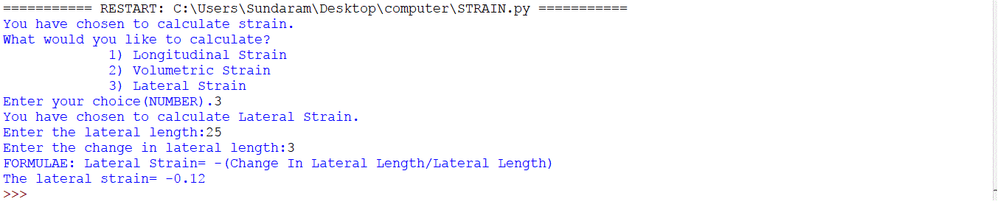 =========== RESTART: C:\Users\Sundaram\Desktop\computer\STRAIN.py ===========
You have chosen to calculate strain.
What would you like to calculate?
             1) Longitudinal Strain
             2) Volumetric Strain
             3) Lateral Strain
Enter your choice(NUMBER).3
You have chosen to calculate Lateral Strain.
Enter the lateral length:25
Enter the change in lateral length:3
FORMULAE: Lateral Strain= -(Change In Lateral Length/Lateral Length)
The lateral strain= -0.12
>>>